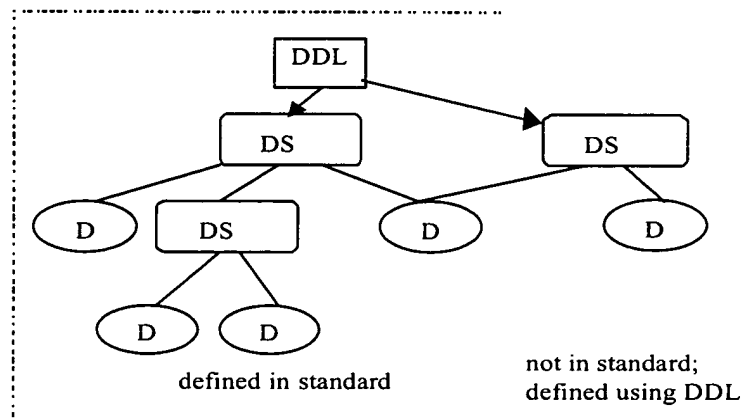 DDL
DS
DS
D
DS
D
D
D
D
defined in standard
not in standard;
defined using DDL